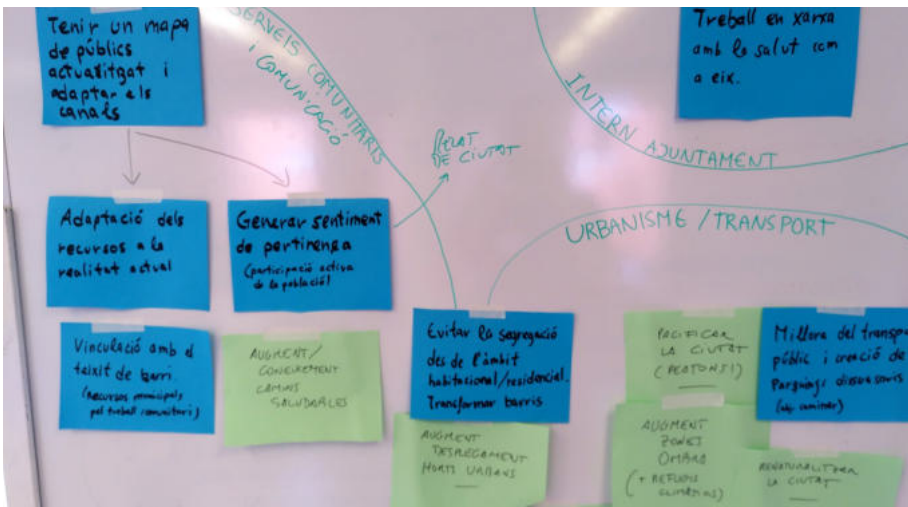 Tenir un mapa
de públics
actualitzat i
adaptar els
canals
SERVEIS COMUNITARIS
I COMUNICACIÓ
RELAT
DE CIUTAT
INTERN AJUNTAMENT
Treball en xarxa
amb la salut com
a eix.
Adaptació dels
recursos a la
realitat actual
Generar sentiment
de pertinença
(participació activa
de la població)
URBANISME / TRANSPORT
Vinculació amb el
teixit de barri.
(recursos municipals,
pel treball comunitari)
AUGMENT/
CONEIXEMENT
CAMINS
SALUDABLES
Evitar la segregació
des de l'àmbit
habitacional/residencial.
Transformar barris
AUGMENT
DESPLEGAMENT
HORTS URBANS
PACIFICAR
LA CIUTAT
(PEATONS!)
AUGMENT
ZONES
OMBRA
(+ REFUGIS
CLIMÀTICS)
Millora del transpo
públic i creació de
parquings dissuasoris
RENATURALITZAR
LA CIUTAT